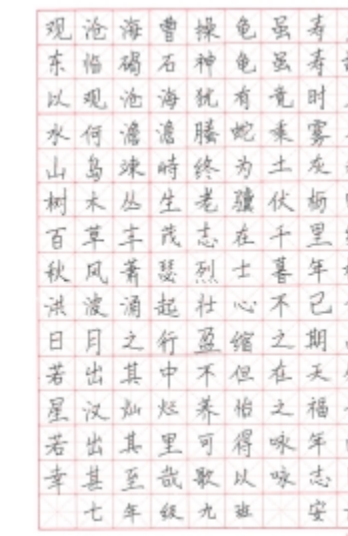 观沧海曹操龟虽寿
东临碣石神龟虽寿
以观沧海犹有竟时
水何澹澹腾蛇乘雾
山岛竦峙终为土灰
树木丛生老骥伏枥
百草丰茂志在千里
秋风萧瑟烈士暮年
洪波涌起壮心不已
日月之行盈缩之期
若出其中不但在天
星汉灿烂养怡之福
若出其里可得咏年
幸甚至哉歌以咏志
七年级九班 安